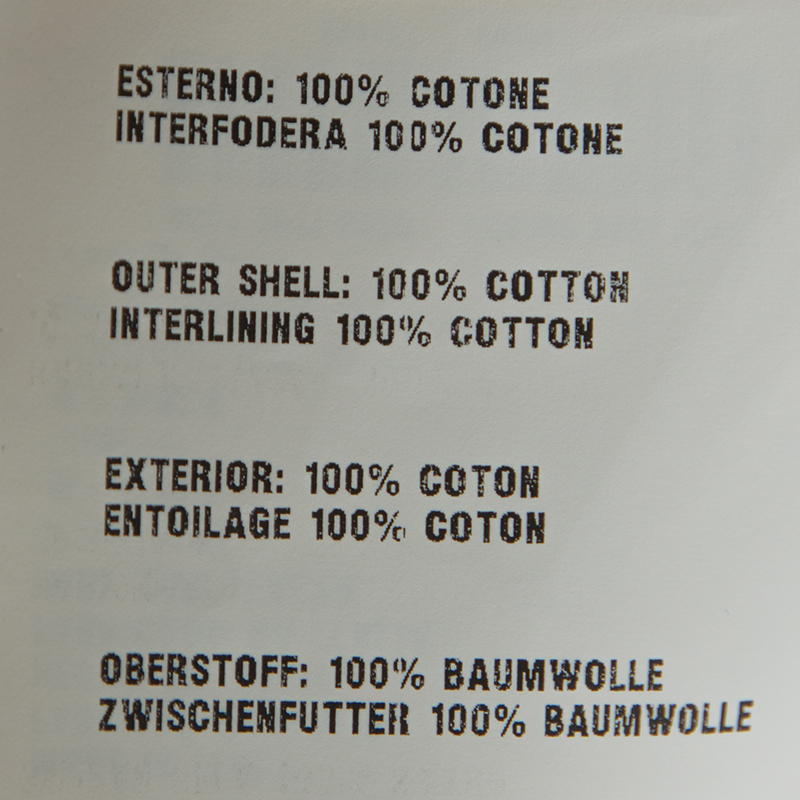 ESTERNO: 100% COTONE
INTERFODERA 100% COTONE
OUTER SHELL: 100% COTTON
INTERLINING 100% COTTON
EXTERIOR: 100% COTON
ENTOILAGE 100% COTON
OBERSTOFF: 100% BAUMWOLLE
ZWISCHENFUTTER 100% BAUMWOLLE